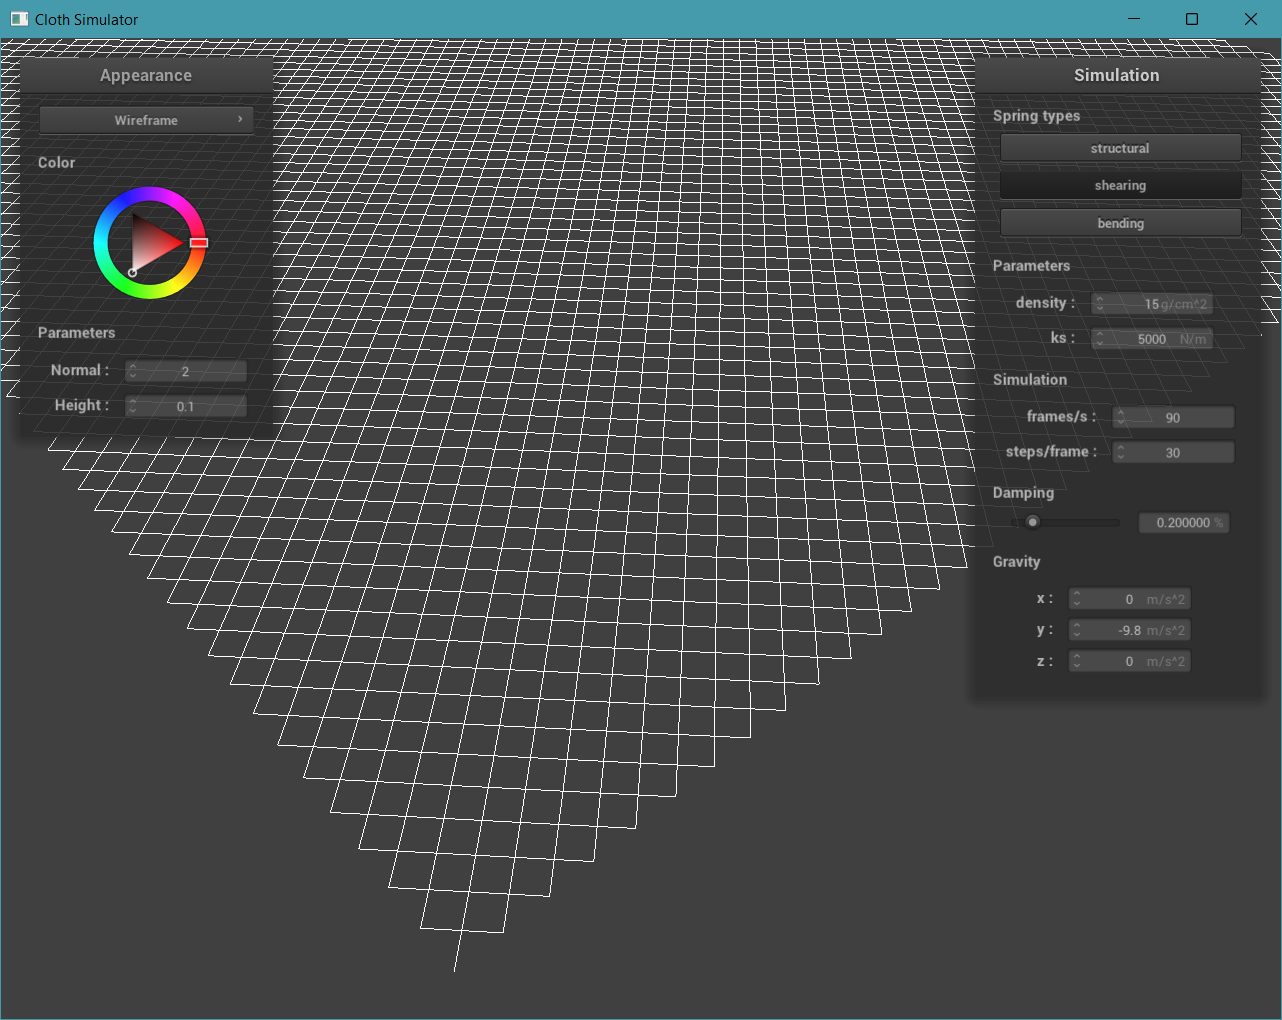 Cloth Simulator
Appearance
Wireframe
Color
Parameters
Normal : 2
Height : 0.1
Simulation
Spring types
structural
shearing
bending
Parameters
density : 15 g/cm^2
ks : 5000 N/m
Simulation
frames/s : 90
steps/frame : 30
Damping
0.200000 %
Gravity
x : 0 m/s^2
y : -9.8 m/s^2
z : 0 m/s^2